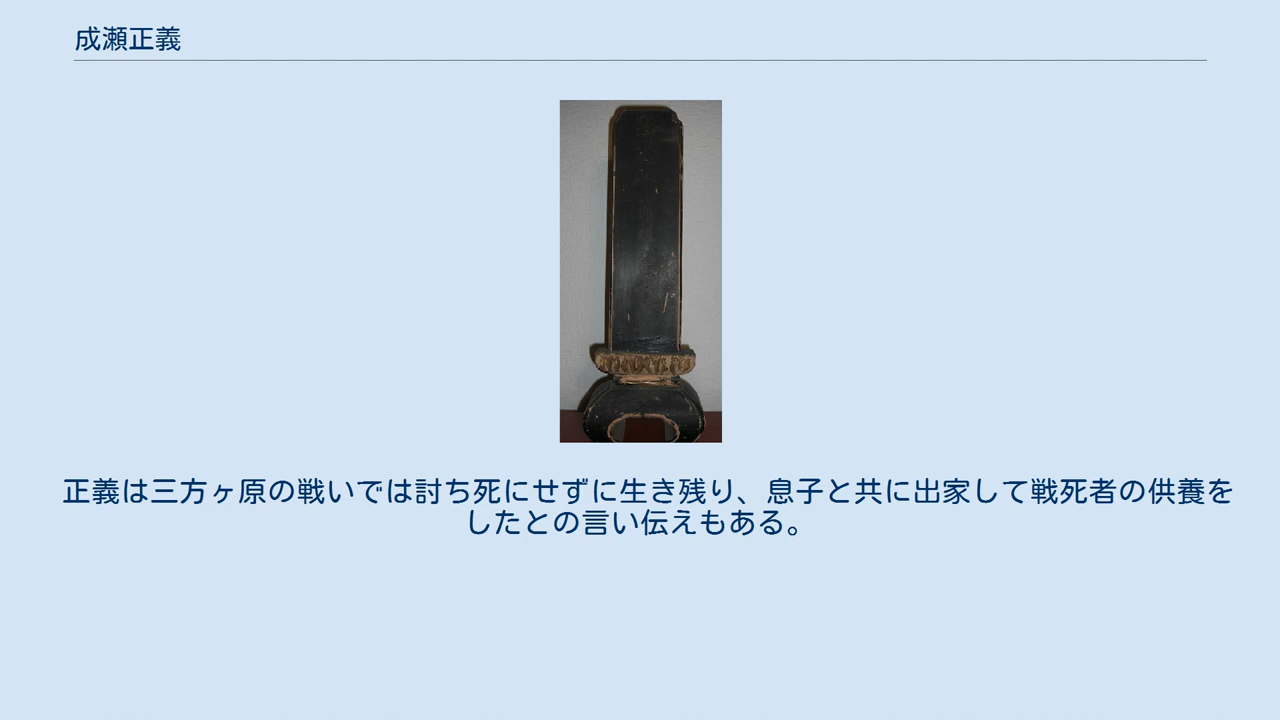 成瀬正義
正義は三方ヶ原の戦いでは討ち死にせずに生き残り、息子と共に出家して戦死者の供養を
したとの言い伝えもある。